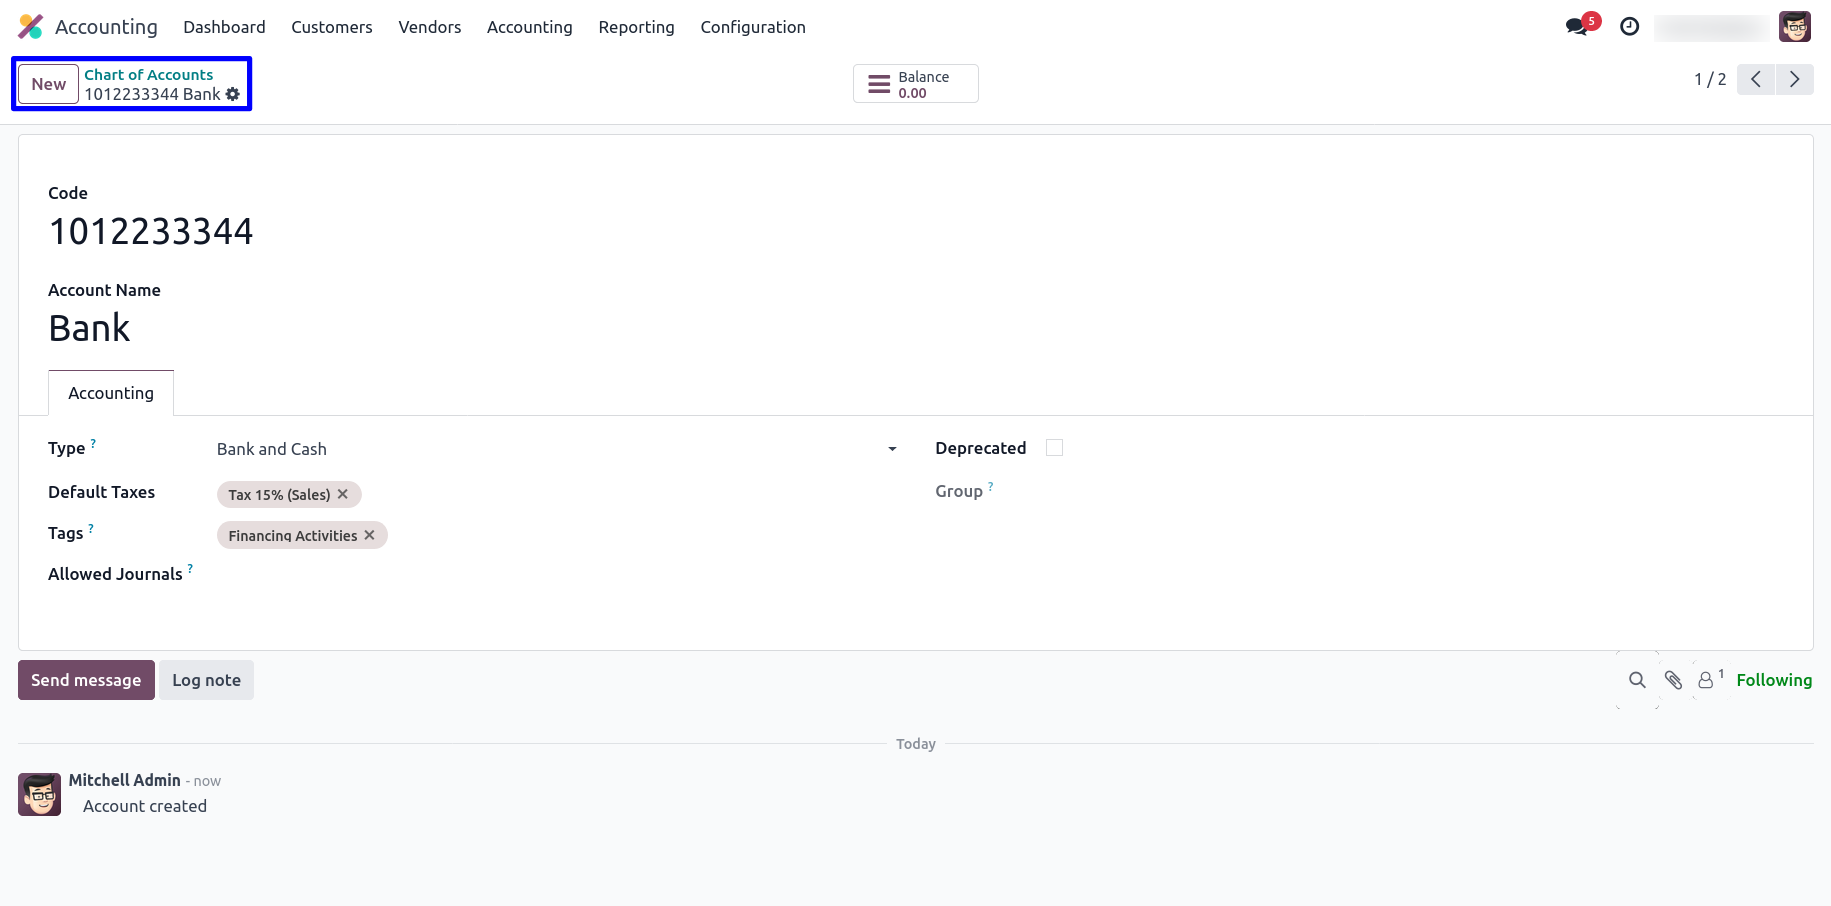 Accounting Dashboard Customers Vendors Accounting Reporting Configuration 5
New Chart of Accounts
1012233344 Bank
Balance
0.00
1 / 2
Code
1012233344
Account Name
Bank
Accounting
Type ? Bank and Cash
Deprecated
Default Taxes Tax 15% (Sales) ✕
Group ?
Tags ? Financing Activities ✕
Allowed Journals ?
Send message Log note 1 Following
Today
Mitchell Admin - now
Account created